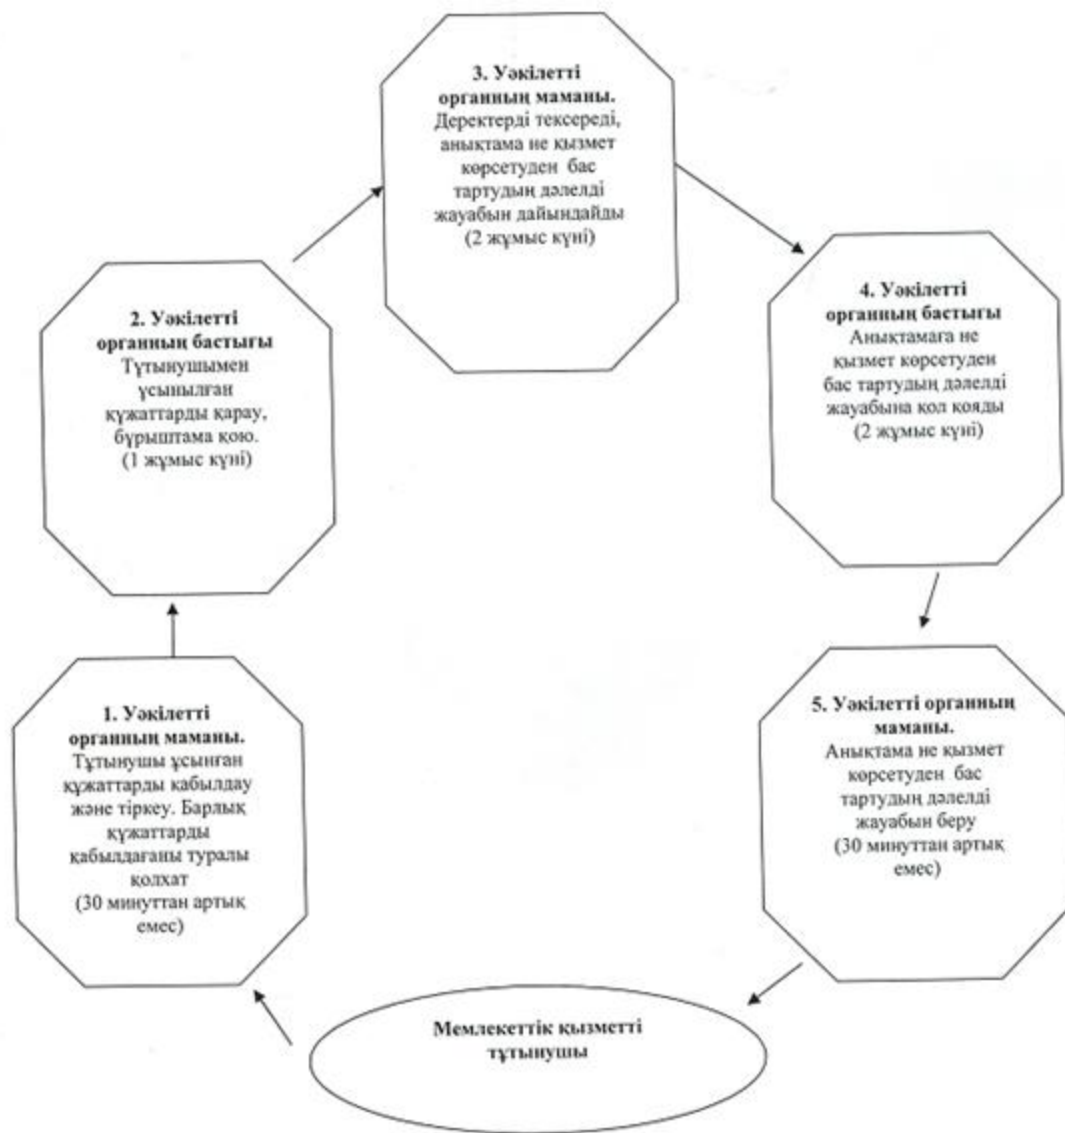 3. Уәкілетті
органның маманы.
Деректерді тексереді,
анықтама не қызмет
көрсетуден бас
тартудың дәлелді
жауабын дайындайды
(2 жұмыс күні)
2. Уәкілетті
органның бастығы
Тұтынушымен
ұсынылған
құжаттарды қарау,
бұрыштама қою.
(1 жұмыс күні)
4. Уәкілетті
органның бастығы
Анықтамаға не
қызмет көрсетуден
бас тартудың дәлелді
жауабына қол қояды
(2 жұмыс күні)
1. Уәкілетті
органның маманы.
Тұтынушы ұсынған
құжаттарды қабылдау
және тіркеу. Барлық
құжаттарды
қабылдағаны туралы
қолхат
(30 минуттан артық
емес)
5. Уәкілетті органның
маманы.
Анықтама не қызмет
көрсетуден бас
тартудың дәлелді
жауабын беру
(30 минуттан артық
емес)
Мемлекеттік қызметті
тұтынушы